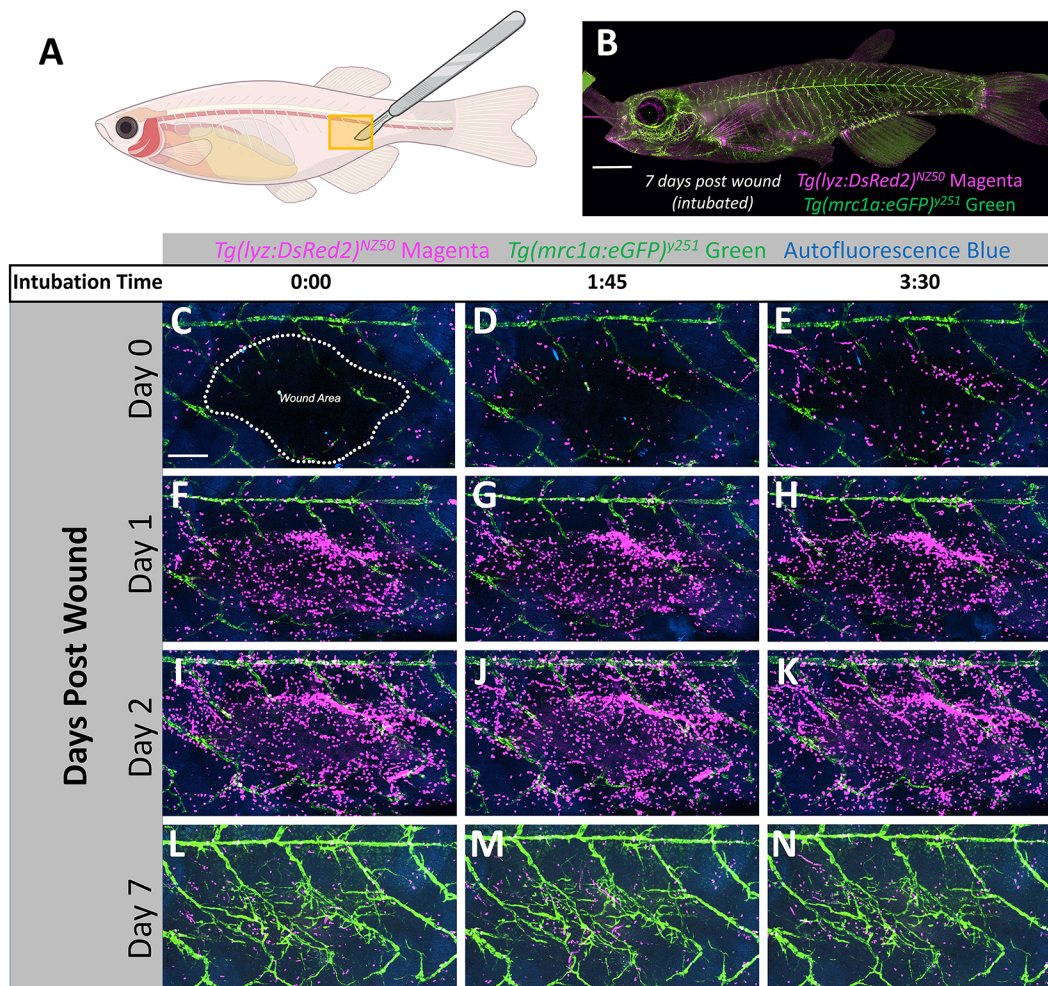 A
B
7 days post wound
(intubated)
Tg(lyz:DsRed2)^NZ50 Magenta
Tg(mrc1a:eGFP)^y251 Green
Tg(lyz:DsRed2)^NZ50 Magenta Tg(mrc1a:eGFP)^y251 Green Autofluorescence Blue
Intubation Time 0:00 1:45 3:30
Days Post Wound
Day 0
C
Wound Area
D
E
Day 1
F
G
H
Day 2
I
J
K
Day 7
L
M
N